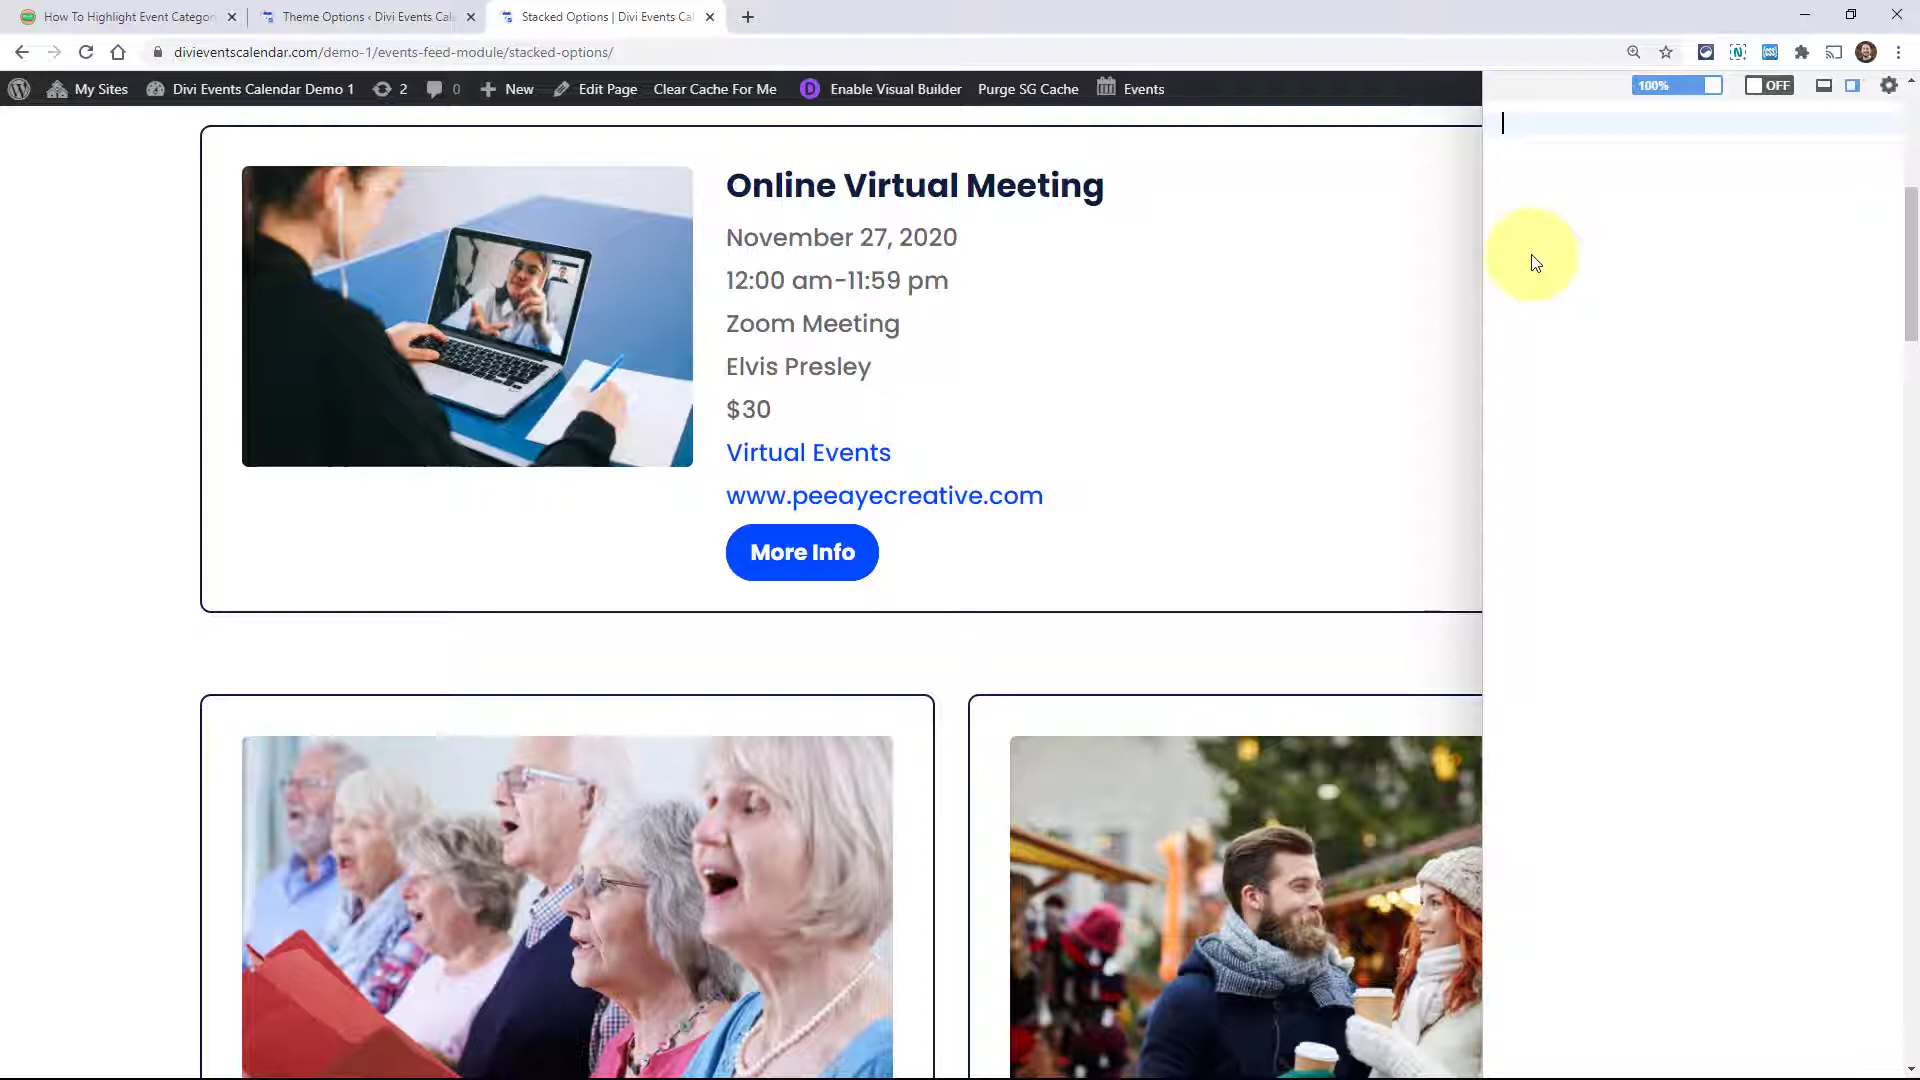 How To Highlight Event Categor
Theme Options ‹ Divi Events Cal
Stacked Options | Divi Events Cal
divieventscalendar.com/demo-1/events-feed-module/stacked-options/
My Sites
Divi Events Calendar Demo 1
2
0
New
Edit Page
Clear Cache For Me
Enable Visual Builder
Purge SG Cache
Events
100%
OFF
Online Virtual Meeting
November 27, 2020
12:00 am-11:59 pm
Zoom Meeting
Elvis Presley
$30
Virtual Events
www.peeayecreative.com
More Info